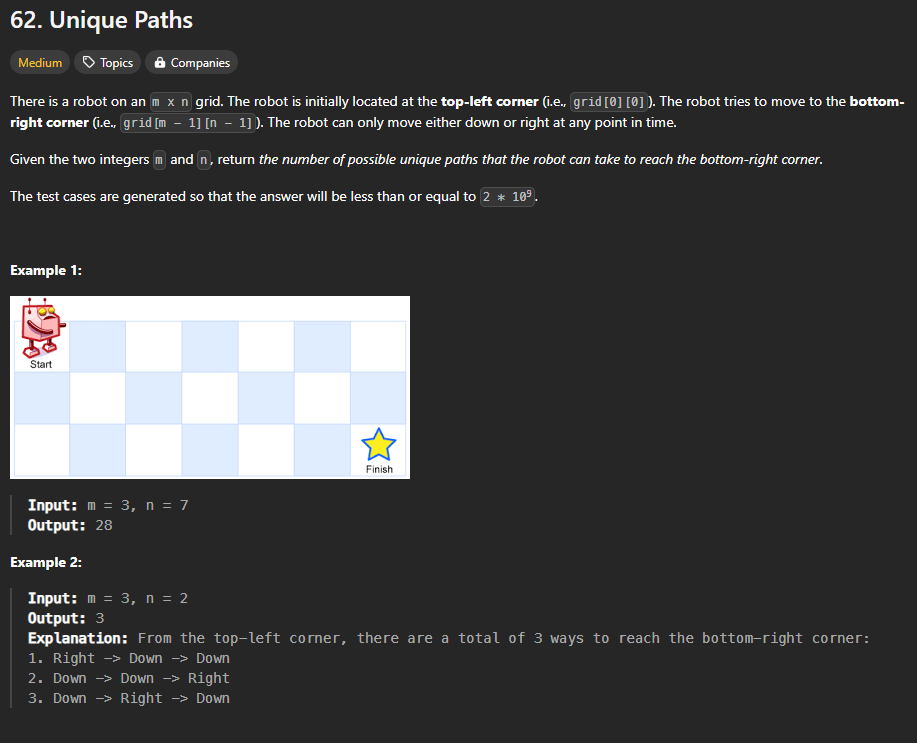 62. Unique Paths
Medium Topics Companies
There is a robot on an m x n grid. The robot is initially located at the top-left corner (i.e., grid[0][0]). The robot tries to move to the bottom-
right corner (i.e., grid[m - 1][n - 1]). The robot can only move either down or right at any point in time.
Given the two integers m and n, return the number of possible unique paths that the robot can take to reach the bottom-right corner.
The test cases are generated so that the answer will be less than or equal to 2 * 10⁹.
Example 1:
Start
Finish
Input: m = 3, n = 7
Output: 28
Example 2:
Input: m = 3, n = 2
Output: 3
Explanation: From the top-left corner, there are a total of 3 ways to reach the bottom-right corner:
1. Right -> Down -> Down
2. Down -> Down -> Right
3. Down -> Right -> Down